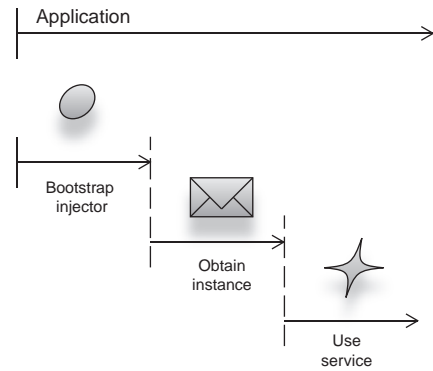 Application
Bootstrap
injector
Obtain
instance
Use
service